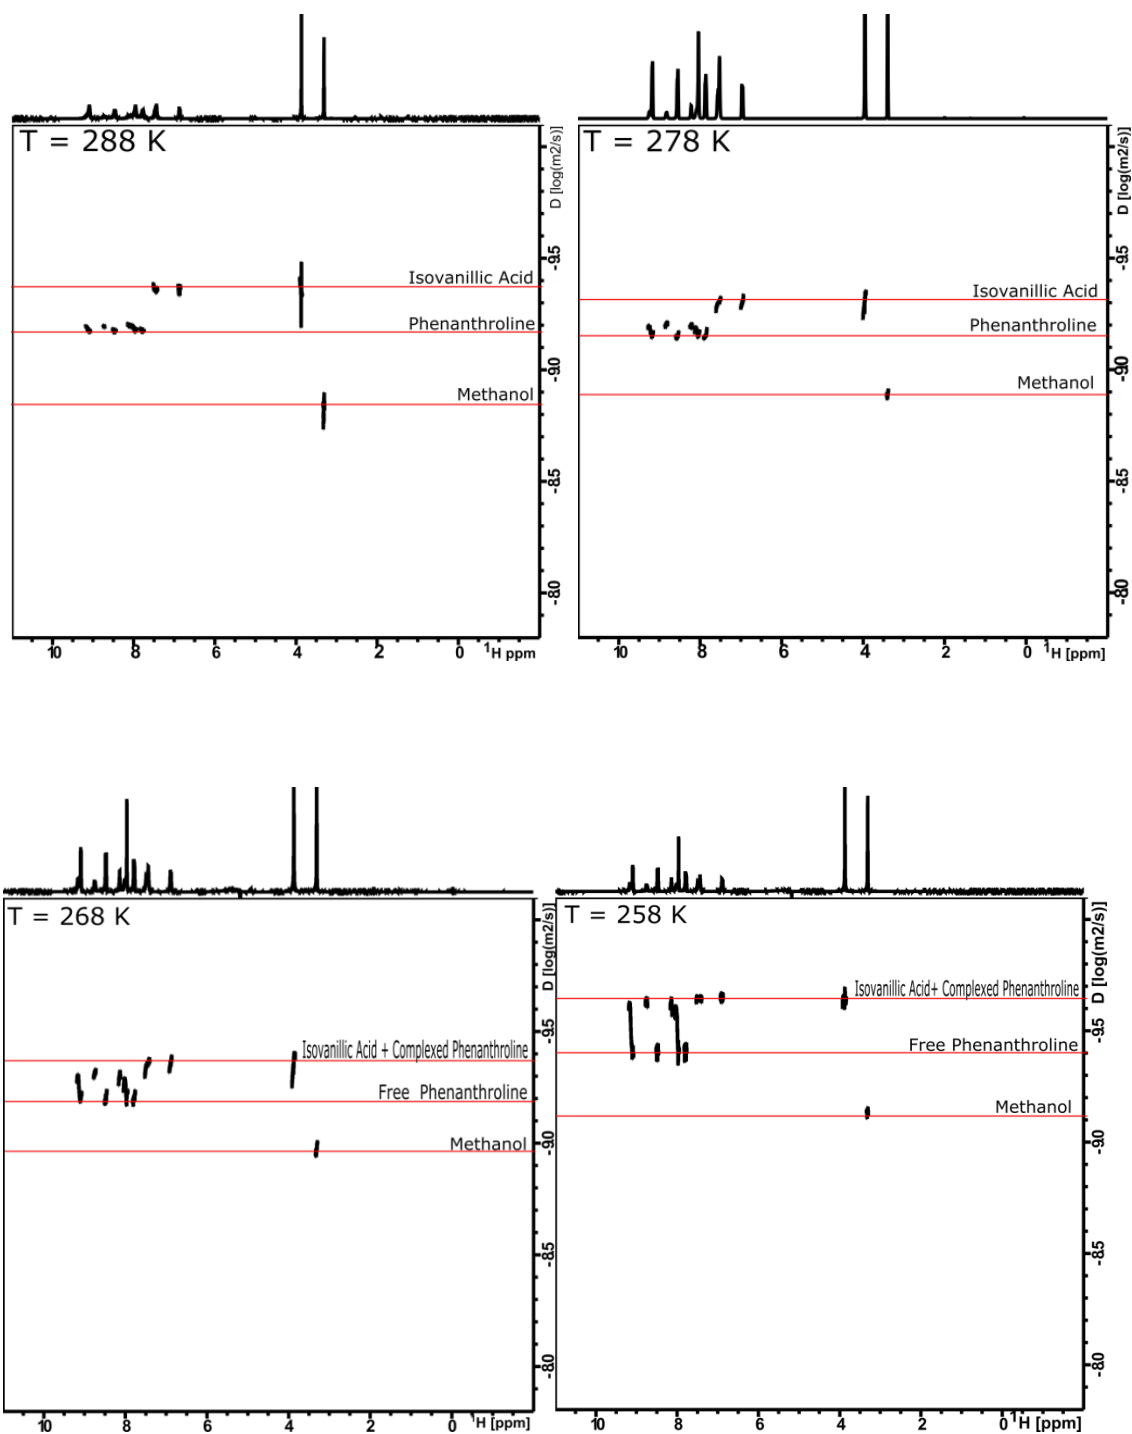 T = 288 K
D [log(m2/s)]
-9.5
Isovanillic Acid
Phenanthroline
-9.0
Methanol
-8.5
-8.0
10 8 6 4 2 0 1H ppm
T = 278 K
D [log(m2/s)]
-9.5
Isovanillic Acid
Phenanthroline
-9.0
Methanol
-8.5
-8.0
10 8 6 4 2 0 1H [ppm]
T = 268 K
D [log(m2/s)]
-9.5
Isovanillic Acid + Complexed Phenanthroline
Free Phenanthroline
-9.0
Methanol
-8.5
-8.0
10 8 6 4 2 0 1H [ppm]
T = 258 K
D [log(m2/s)]
Isovanillic Acid+ Complexed Phenanthroline
-9.5
Free Phenanthroline
Methanol
-9.0
-8.5
-8.0
10 8 6 4 2 0 1H [ppm]